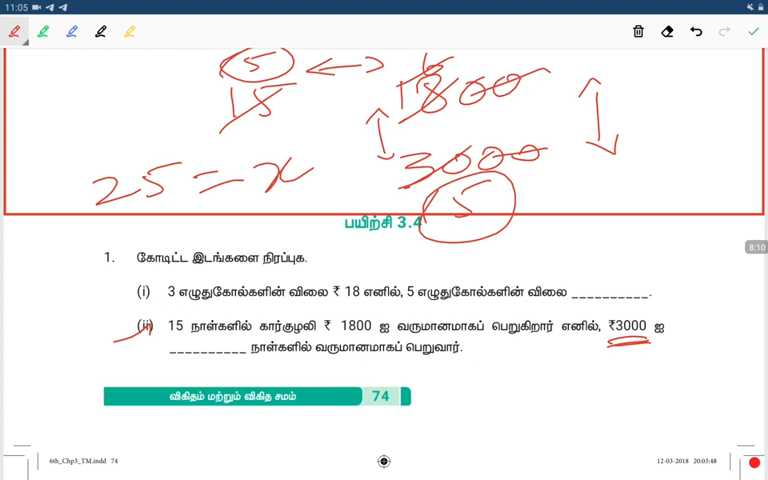 11:05
5 <-> 6
15 1800
3000
25 = x 5
பயிற்சி 3.4
1. கோடிட்ட இடங்களை நிரப்புக.
(i) 3 எழுதுகோல்களின் விலை ₹ 18 எனில், 5 எழுதுகோல்களின் விலை __________.
(ii) 15 நாள்களில் கார்குழலி ₹ 1800 ஐ வருமானமாகப் பெறுகிறார் எனில், ₹3000 ஐ
__________ நாள்களில் வருமானமாகப் பெறுவார்.
விகிதம் மற்றும் விகித சமம் 74
6th_Chp3_TM.indd 74 12-03-2018 20:03:48
8:10